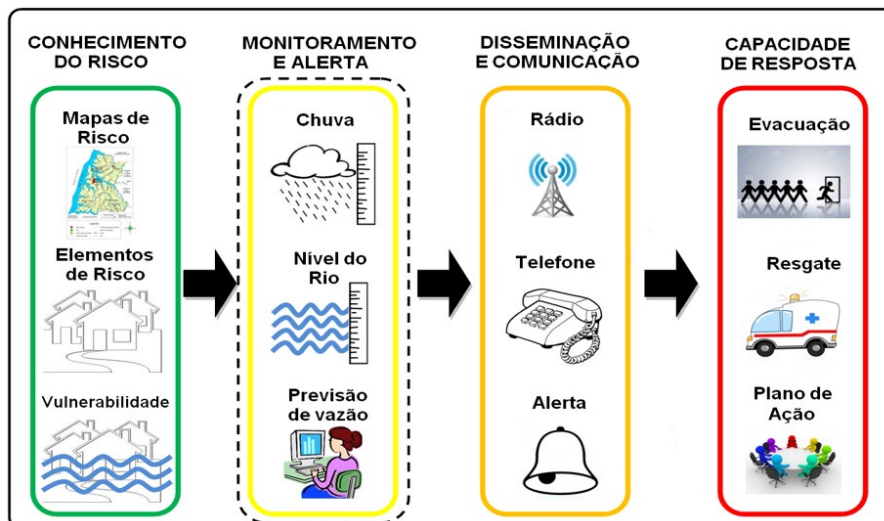 CONHECIMENTO
DO RISCO
Mapas de
Risco
Elementos
de Risco
Vulnerabilidade
MONITORAMENTO
E ALERTA
Chuva
Nível do
Rio
Previsão
de vazão
DISSEMINAÇÃO
E COMUNICAÇÃO
Rádio
Telefone
Alerta
CAPACIDADE
DE RESPOSTA
Evacuação
Resgate
Plano de
Ação